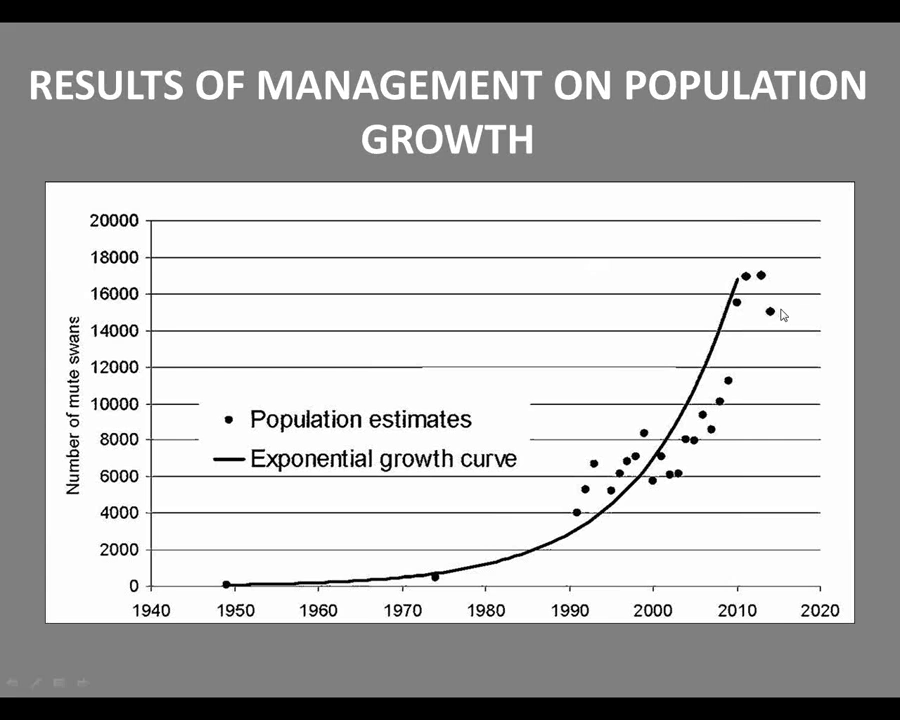 RESULTS OF MANAGEMENT ON POPULATION
GROWTH
Number of mute swans
20000
18000
16000
14000
12000
10000
8000
6000
4000
2000
0
Population estimates
Exponential growth curve
1940 1950 1960 1970 1980 1990 2000 2010 2020